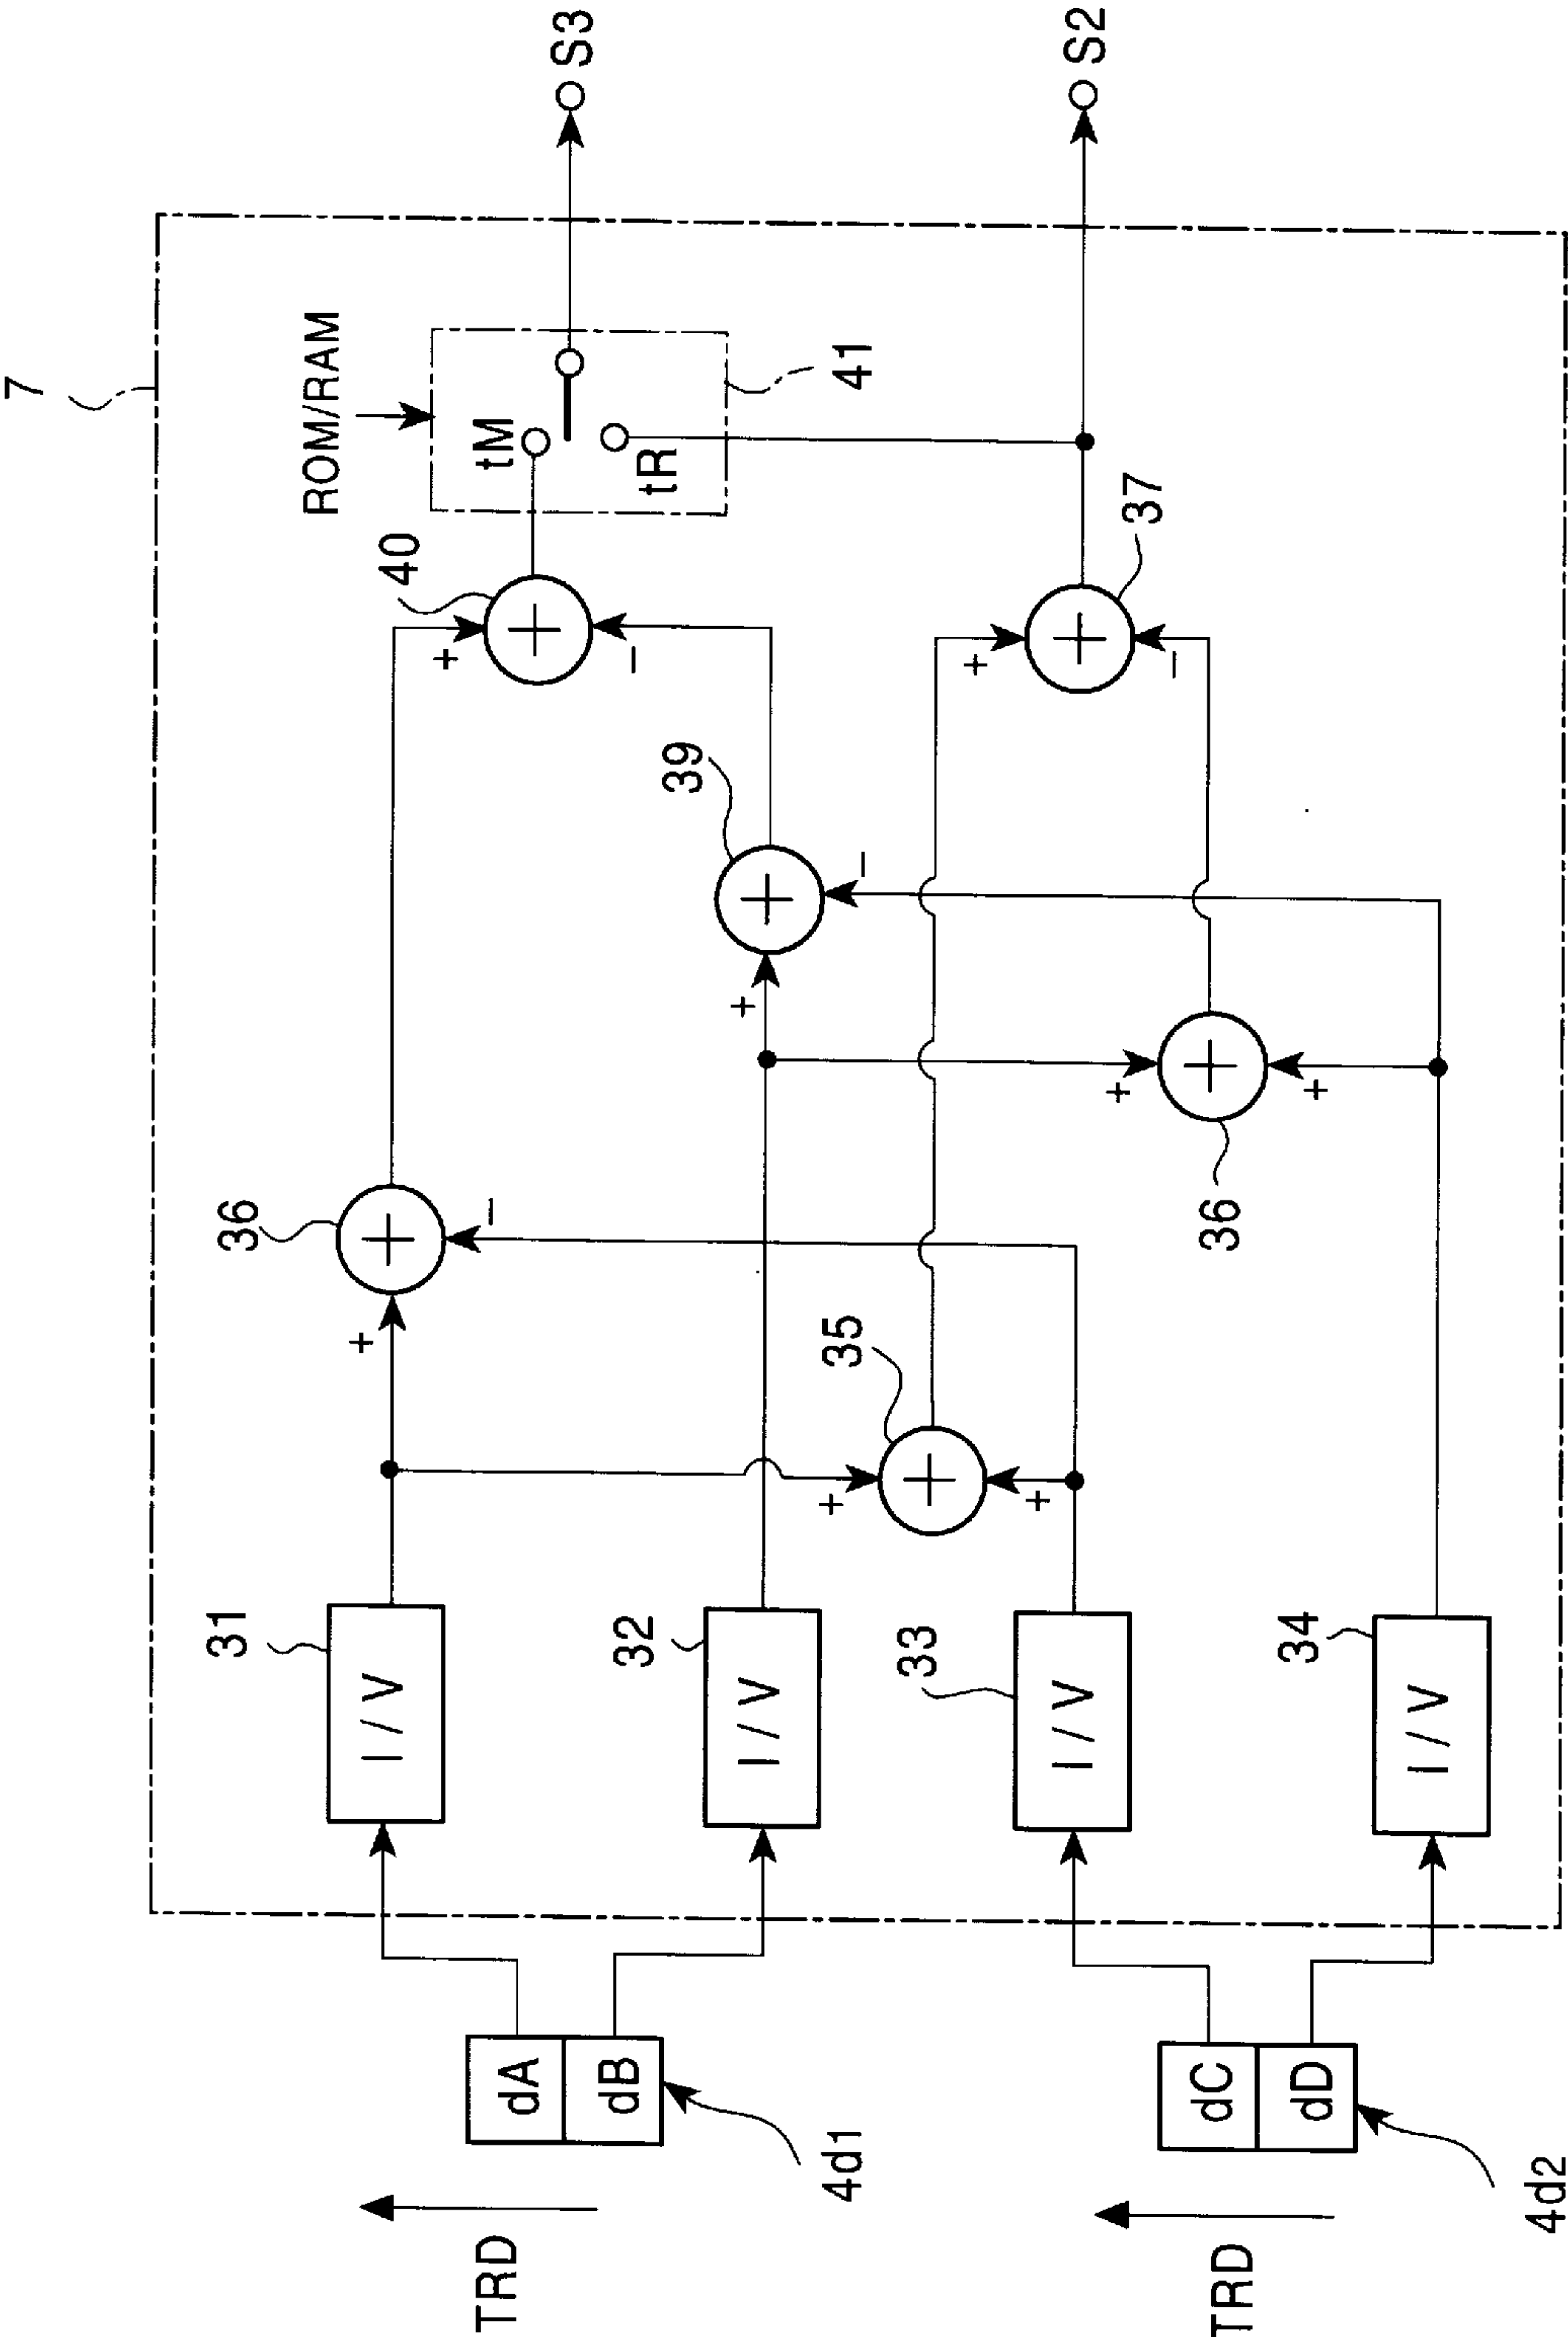 7
ROM/RAM
S3
tM
tR
41
40
S2
37
39
+
-
+
-
36
+
-
+
-
35
+
+
36
+
+
31
I / V
32
I / V
33
I / V
34
I / V
dA
dB
4d1
TRD
dC
dD
4d2
TRD